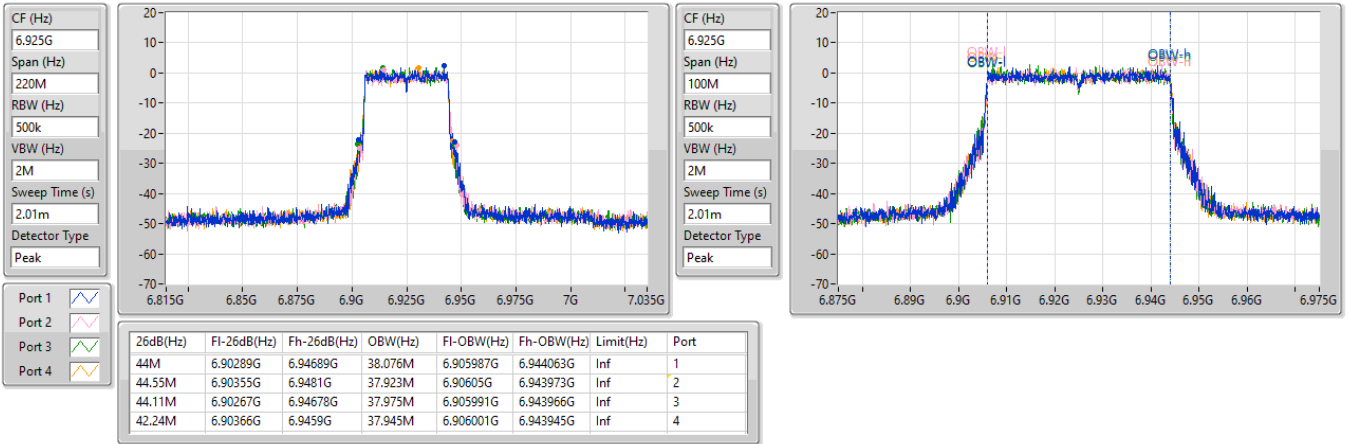 CF (Hz)
6.925G
Span (Hz)
220M
RBW (Hz)
500k
VBW (Hz)
2M
Sweep Time (s)
2.01m
Detector Type
Peak
20
10
0
-10
-20
-30
-40
-50
-60
-70
6.815G 6.85G 6.875G 6.9G 6.925G 6.95G 6.975G 7G 7.035G
CF (Hz)
6.925G
Span (Hz)
100M
RBW (Hz)
500k
VBW (Hz)
2M
Sweep Time (s)
2.01m
Detector Type
Peak
20
10
0
-10
-20
-30
-40
-50
-60
-70
OBW-l
OBW-h
6.875G 6.89G 6.9G 6.91G 6.92G 6.93G 6.94G 6.95G 6.96G 6.975G
Port 1
Port 2
Port 3
Port 4
26dB(Hz) Fl-26dB(Hz) Fh-26dB(Hz) OBW(Hz) Fl-OBW(Hz) Fh-OBW(Hz) Limit(Hz) Port
44M 6.90289G 6.94689G 38.076M 6.905987G 6.944063G Inf 1
44.55M 6.90355G 6.9481G 37.923M 6.90605G 6.943973G Inf 2
44.11M 6.90267G 6.94678G 37.975M 6.905991G 6.943966G Inf 3
42.24M 6.90366G 6.9459G 37.945M 6.906001G 6.943945G Inf 4